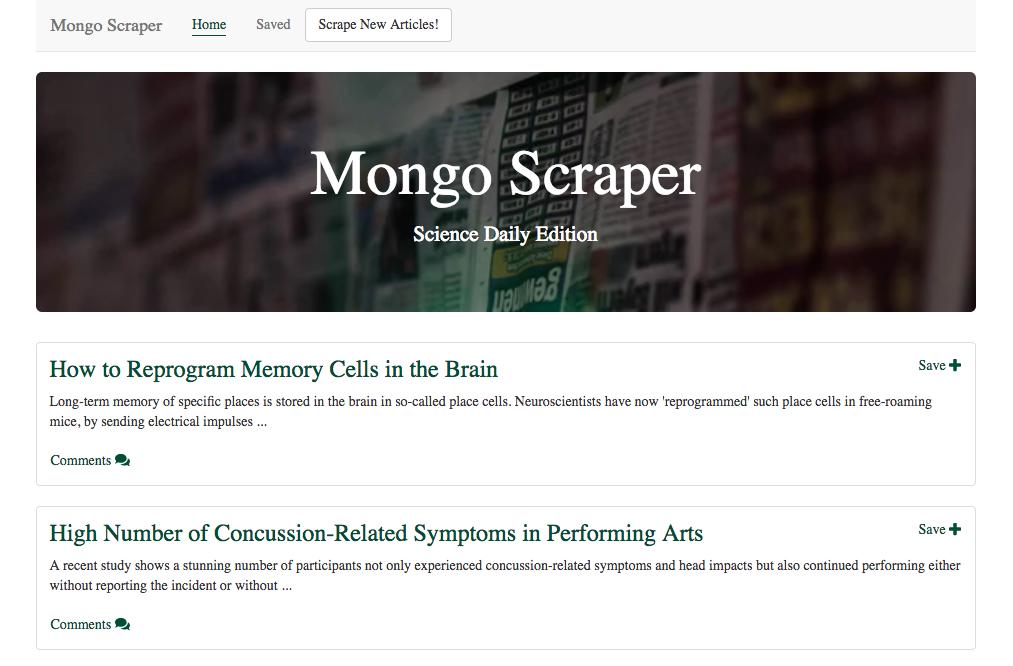 Mongo Scraper Home Saved Scrape New Articles!
Mongo Scraper
Science Daily Edition
How to Reprogram Memory Cells in the Brain
Save
Long-term memory of specific places is stored in the brain in so-called place cells. Neuroscientists have now 'reprogrammed' such place cells in free-roaming
mice, by sending electrical impulses ...
Comments
High Number of Concussion-Related Symptoms in Performing Arts
Save
A recent study shows a stunning number of participants not only experienced concussion-related symptoms and head impacts but also continued performing either
without reporting the incident or without ...
Comments